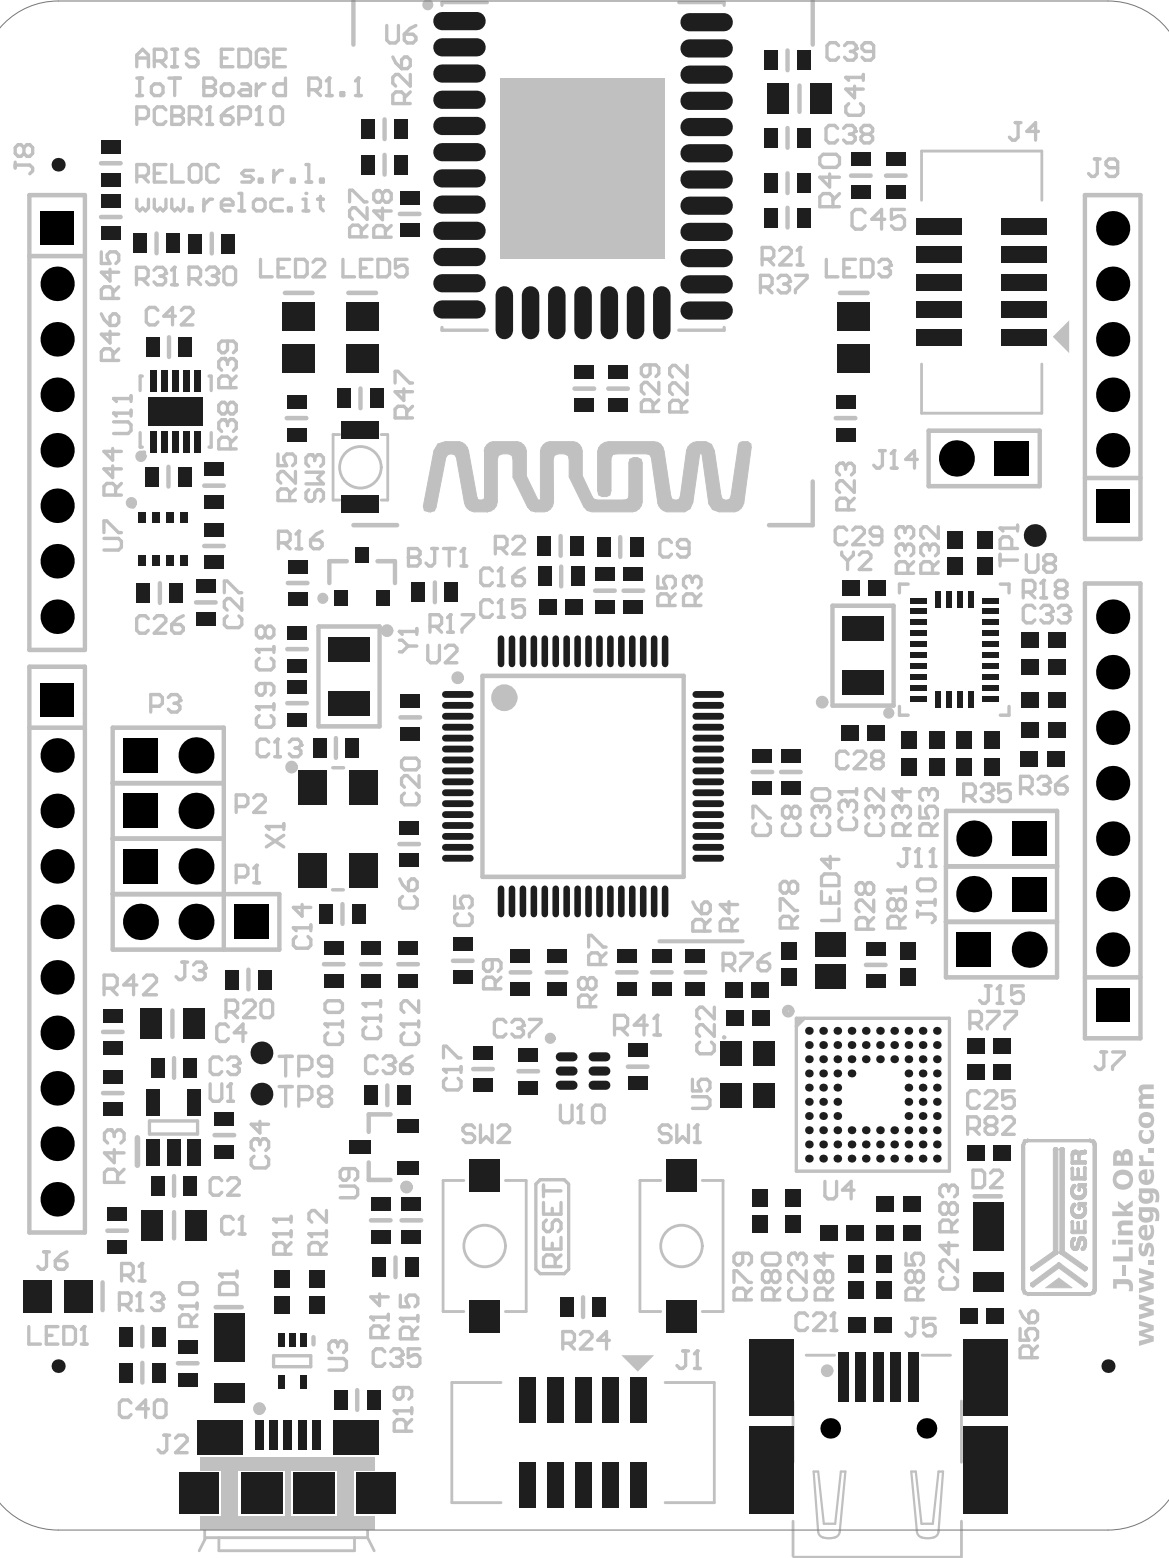 ARIS EDGE
IoT Board R1.1
PCBR16P10
RELOC s.r.l.
www.reloc.it
U6
R26
C39
C41
C38
R40
C45
J4
J8
J9
R27
R48
R45
R31 R30
LED2 LED5
R21
R37
LED3
R46
C42
R39
U11
R38
R47
R29
R22
R44
R25
SW3
R23
J14
U7
R16
BJT1
R2
C9
C16
C15
R5
R3
C29
Y2
R33
R32
TP1
U8
R18
C33
C26
C27
C18
R17
Y1
U2
C19
P3
C13
C20
C28
R36
R35
P2
X1
C7
C8
C30
C31
C32
R34
R53
J11
P1
C6
C14
C5
R6
R4
R78
LED4
R28
R81
J10
J3
R42
R20
C10
C11
C12
R9
R8
R7
R76
J15
R77
C4
C3
TP9
TP8
U1
C36
C37
R41
C17
C22
U5
U10
J7
C25
R82
R43
C34
C2
C1
U9
SW2
SW1
RESET
U4
D2
R83
C24
SEGGER
J-Link OB
www.segger.com
J6
R1
R13
R10
D1
R11
R12
R14
R15
R79
R80
C23
R84
R85
C21
J5
R56
LED1
R24
U3
C35
J1
C40
J2
R19